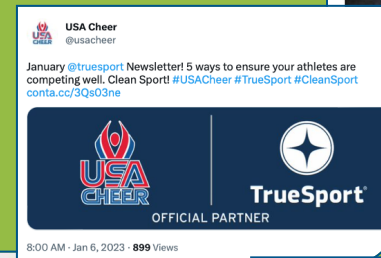 USA Cheer
@usacheer
January @truesport Newsletter! 5 ways to ensure your athletes are
competing well. Clean Sport! #USACheer #TrueSport #CleanSport
conta.cc/3Qs03ne
USA
CHEER
TrueSport®
OFFICIAL PARTNER
8:00 AM · Jan 6, 2023 · 899 Views